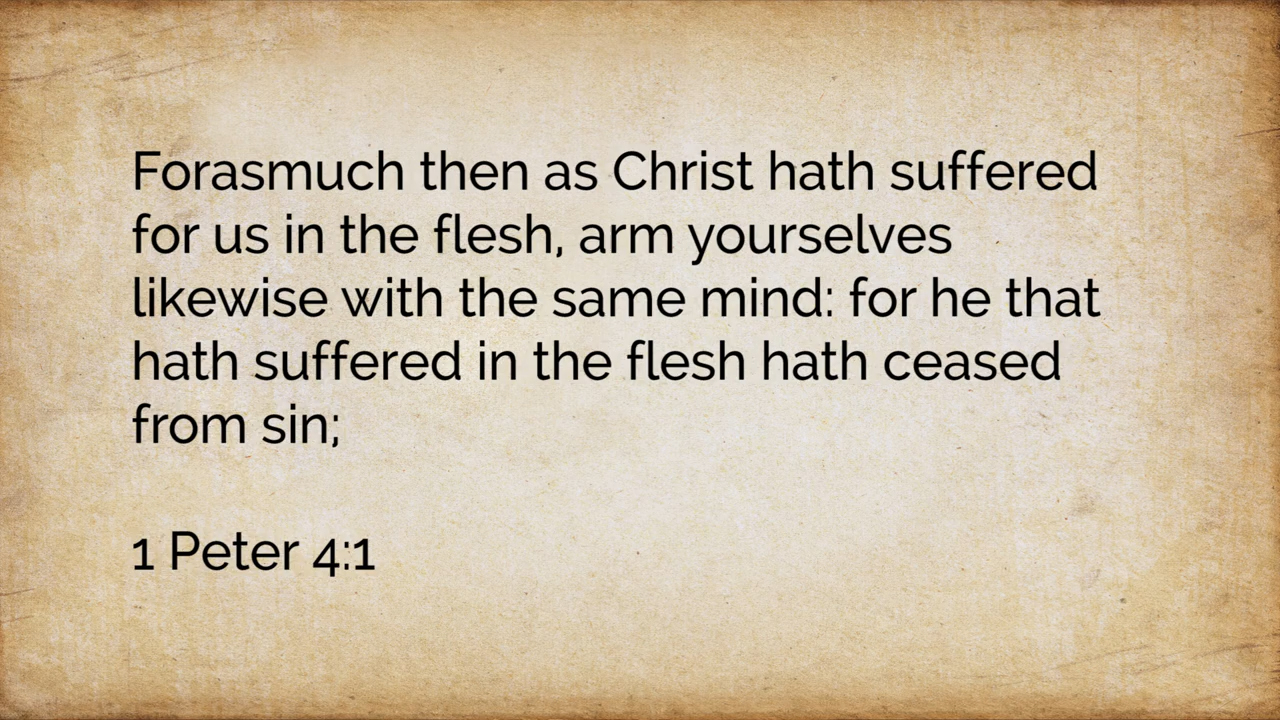 Forasmuch then as Christ hath suffered
for us in the flesh, arm yourselves
likewise with the same mind: for he that
hath suffered in the flesh hath ceased
from sin;
1 Peter 4:1